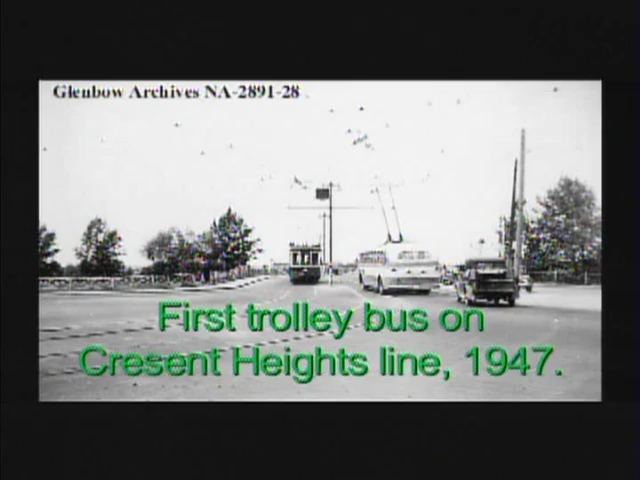 Glenbow Archives NA-2891-28
First trolley bus on
Cresent Heights line, 1947.